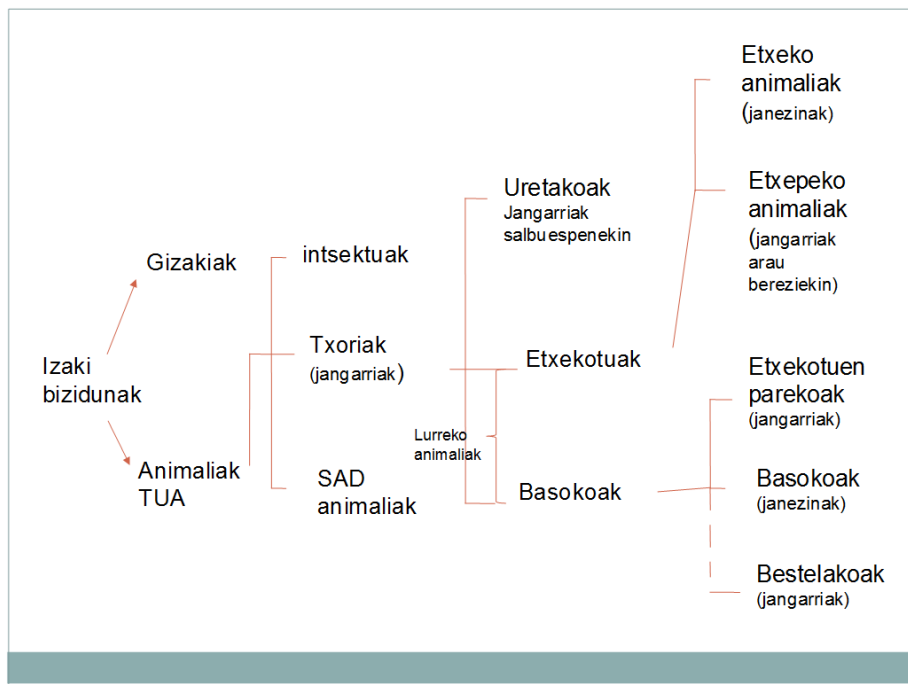 Izaki
bizidunak
Gizakiak
Animaliak
TUA
intsektuak
Txoriak
(jangarriak)
SAD
animaliak
Uretakoak
Jangarriak
salbuespenekin
Etxekotuak
Lurreko
animaliak
Basokoak
Etxeko
animaliak
(janezinak)
Etxepeko
animaliak
(jangarriak
arau
bereziekin)
Etxekotuen
parekoak
(jangarriak)
Basokoak
(janezinak)
Bestelakoak
(jangarriak)